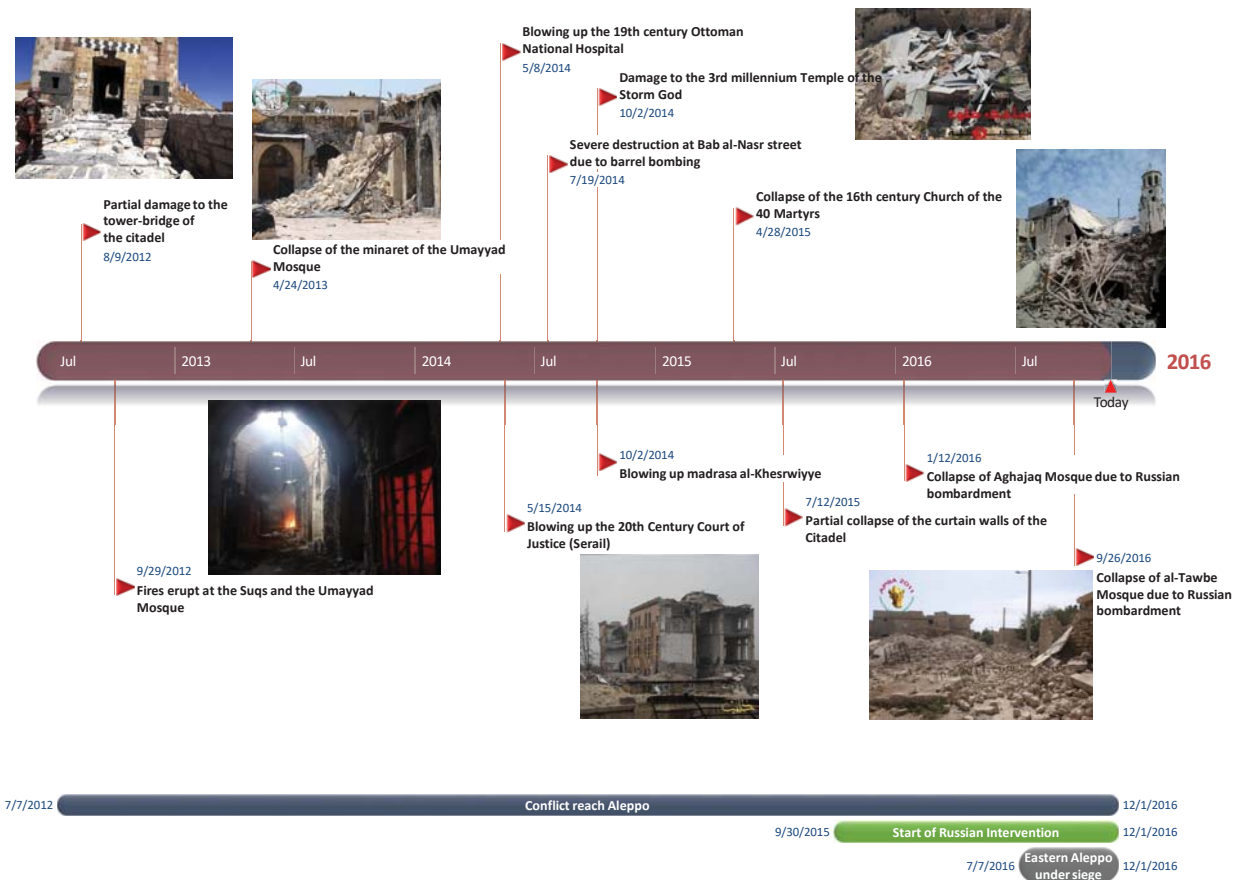 Blowing up the 19th century Ottoman
National Hospital
5/8/2014
Damage to the 3rd millennium Temple of the
Storm God
10/2/2014
Severe destruction at Bab al-Nasr street
due to barrel bombing
7/19/2014
Partial damage to the
tower-bridge of
the citadel
8/9/2012
Collapse of the 16th century Church of the
40 Martyrs
4/28/2015
Collapse of the minaret of the Umayyad
Mosque
4/24/2013
Jul
2013
Jul
2014
Jul
2015
Jul
2016
Jul
2016
Today
10/2/2014
Blowing up madrasa al-Khesrwiyye
1/12/2016
Collapse of Aghajaq Mosque due to Russian
bombardment
5/15/2014
Blowing up the 20th Century Court of
Justice (Serail)
7/12/2015
Partial collapse of the curtain walls of the
Citadel
9/29/2012
Fires erupt at the Suqs and the Umayyad
Mosque
9/26/2016
Collapse of al-Tawbe
Mosque due to Russian
bombardment
APSA 2011
7/7/2012
Conflict reach Aleppo
12/1/2016
9/30/2015
Start of Russian Intervention
12/1/2016
7/7/2016
Eastern Aleppo
under siege
12/1/2016